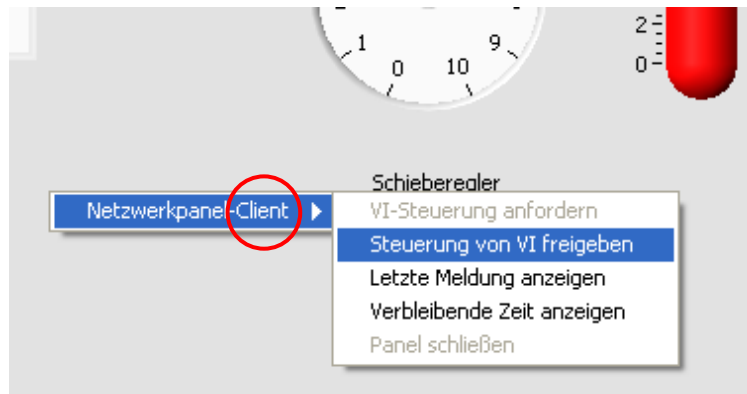 1 9
0 10
2
0
Schieberegler
Netzwerkpanel-Client
VI-Steuerung anfordern
Steuerung von VI freigeben
Letzte Meldung anzeigen
Verbleibende Zeit anzeigen
Panel schließen